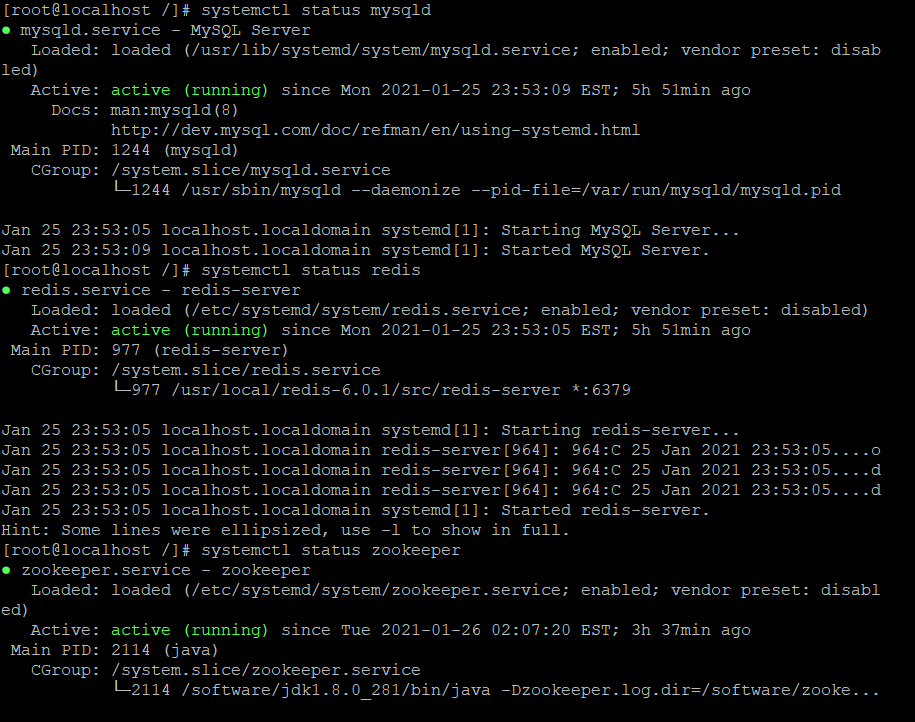 [root@localhost /]# systemctl status mysqld
● mysqld.service - MySQL Server
   Loaded: loaded (/usr/lib/systemd/system/mysqld.service; enabled; vendor preset: disab
led)
   Active: active (running) since Mon 2021-01-25 23:53:09 EST; 5h 51min ago
     Docs: man:mysqld(8)
           http://dev.mysql.com/doc/refman/en/using-systemd.html
 Main PID: 1244 (mysqld)
   CGroup: /system.slice/mysqld.service
           └─1244 /usr/sbin/mysqld --daemonize --pid-file=/var/run/mysqld/mysqld.pid

Jan 25 23:53:05 localhost.localdomain systemd[1]: Starting MySQL Server...
Jan 25 23:53:09 localhost.localdomain systemd[1]: Started MySQL Server.
[root@localhost /]# systemctl status redis
● redis.service - redis-server
   Loaded: loaded (/etc/systemd/system/redis.service; enabled; vendor preset: disabled)
   Active: active (running) since Mon 2021-01-25 23:53:05 EST; 5h 51min ago
 Main PID: 977 (redis-server)
   CGroup: /system.slice/redis.service
           └─977 /usr/local/redis-6.0.1/src/redis-server *:6379

Jan 25 23:53:05 localhost.localdomain systemd[1]: Starting redis-server...
Jan 25 23:53:05 localhost.localdomain redis-server[964]: 964:C 25 Jan 2021 23:53:05....o
Jan 25 23:53:05 localhost.localdomain redis-server[964]: 964:C 25 Jan 2021 23:53:05....d
Jan 25 23:53:05 localhost.localdomain redis-server[964]: 964:C 25 Jan 2021 23:53:05....d
Jan 25 23:53:05 localhost.localdomain systemd[1]: Started redis-server.
Hint: Some lines were ellipsized, use -l to show in full.
[root@localhost /]# systemctl status zookeeper
● zookeeper.service - zookeeper
   Loaded: loaded (/etc/systemd/system/zookeeper.service; enabled; vendor preset: disabl
ed)
   Active: active (running) since Tue 2021-01-26 02:07:20 EST; 3h 37min ago
 Main PID: 2114 (java)
   CGroup: /system.slice/zookeeper.service
           └─2114 /software/jdk1.8.0_281/bin/java -Dzookeeper.log.dir=/software/zooke...